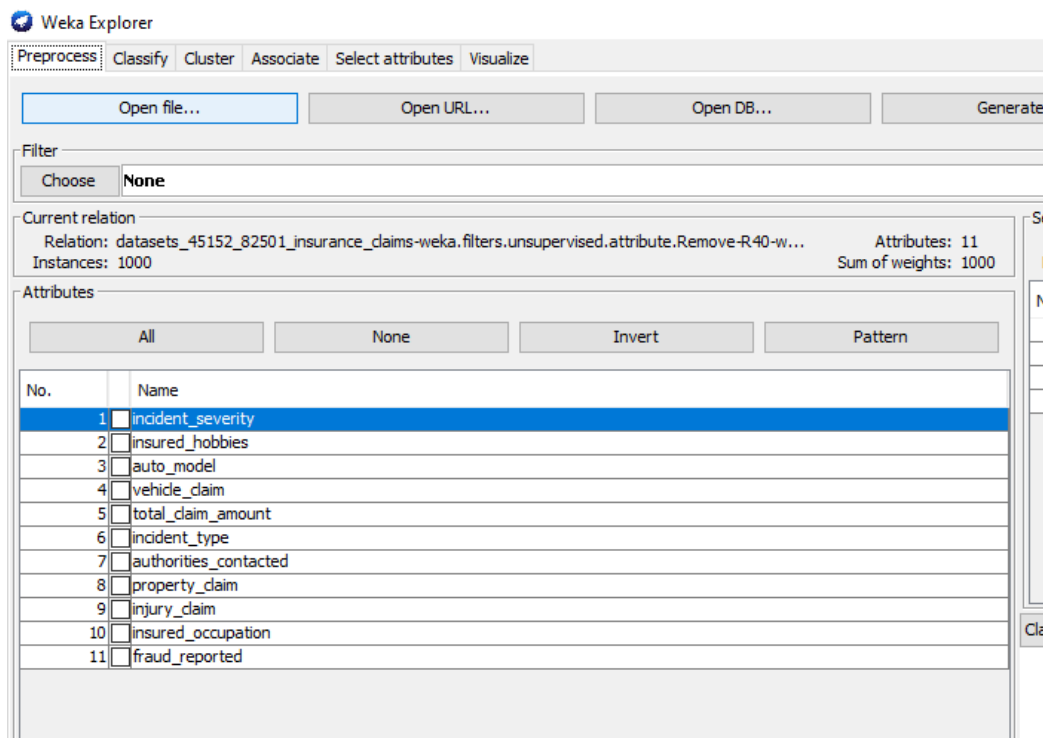 Weka Explorer
Preprocess Classify Cluster Associate Select attributes Visualize
Open file... Open URL... Open DB... Generate
Filter
Choose None
Current relation
Relation: datasets_45152_82501_insurance_claims-weka.filters.unsupervised.attribute.Remove-R40-w... Attributes: 11
Instances: 1000 Sum of weights: 1000
Attributes
All None Invert Pattern
No. Name
1 incident_severity
2 insured_hobbies
3 auto_model
4 vehicle_claim
5 total_claim_amount
6 incident_type
7 authorities_contacted
8 property_claim
9 injury_claim
10 insured_occupation
11 fraud_reported